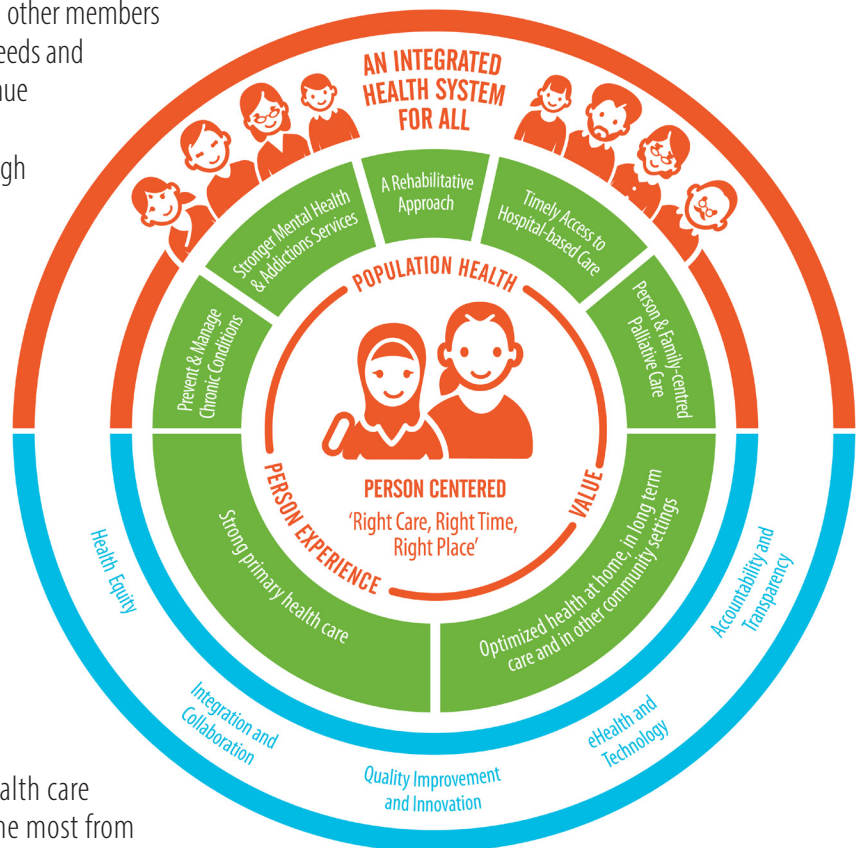 other members
eeds and
nue
gh
AN INTEGRATED
HEALTH SYSTEM
FOR ALL
Prevent & Manage
Chronic Conditions
Stronger Mental Health
& Addictions Services
A Rehabilitative
Approach
Timely Access to
Hospital-based Care
Person & Family-centred
Palliative Care
POPULATION HEALTH
PERSON EXPERIENCE
VALUE
PERSON CENTERED
'Right Care, Right Time,
Right Place'
Strong primary health care
Optimized health at home, in long term
care and in other community settings
Health Equity
Integration and
Collaboration
Quality Improvement
and Innovation
eHealth and
Technology
Accountability and
Transparency
alth care
he most from